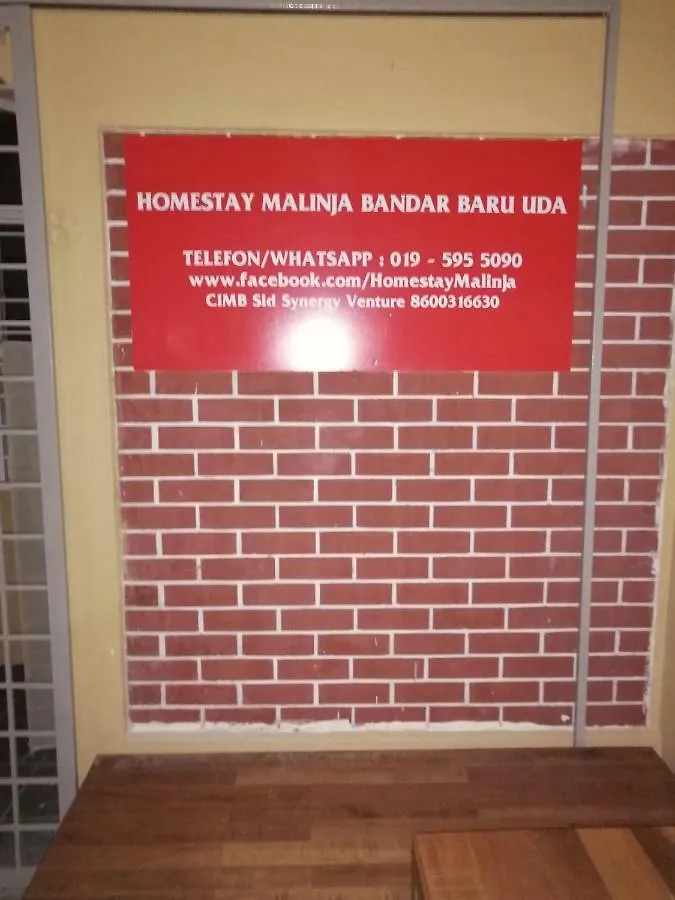 HOMESTAY MALINJA BANDAR BARU UDA
TELEFON/WHATSAPP : 019 - 595 5090
www.facebook.com/HomestayMalinja
CIMB Sld Synergy Venture 8600316630